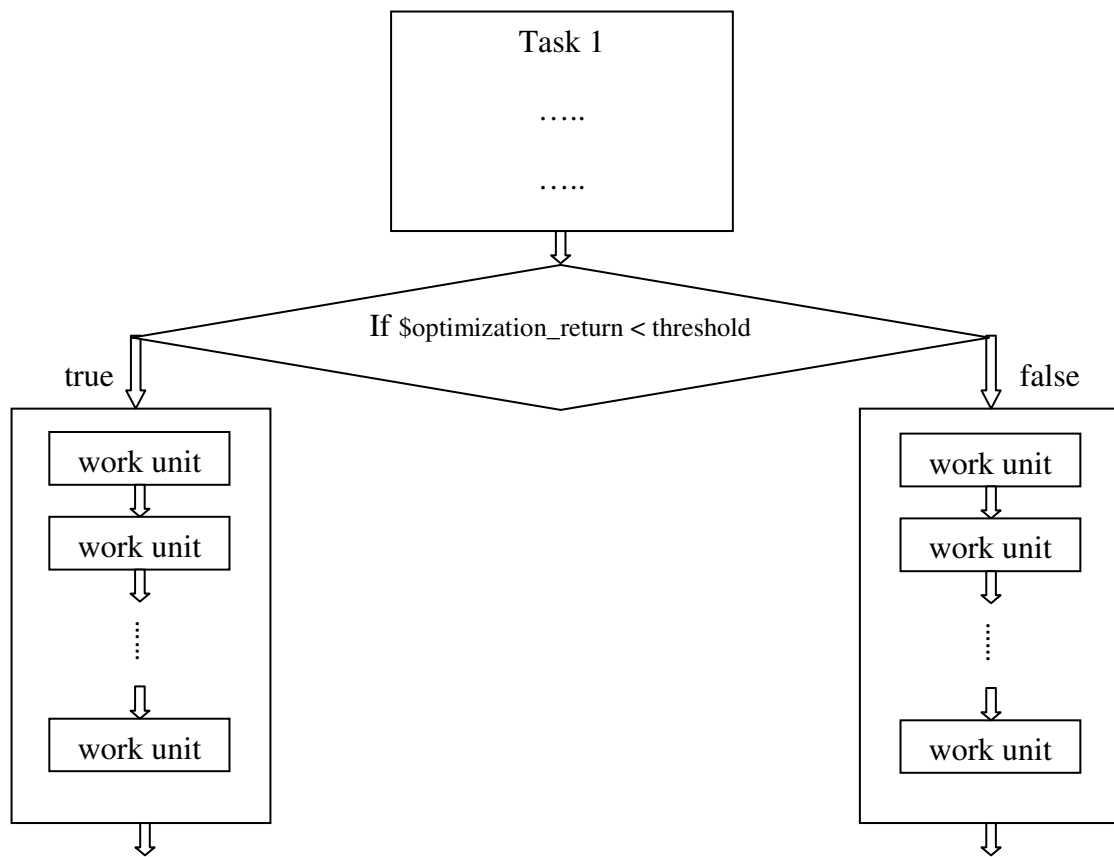 Task 1
…..
…..
If $optimization_return < threshold
true
false
work unit
work unit
......
work unit
work unit
work unit
......
work unit